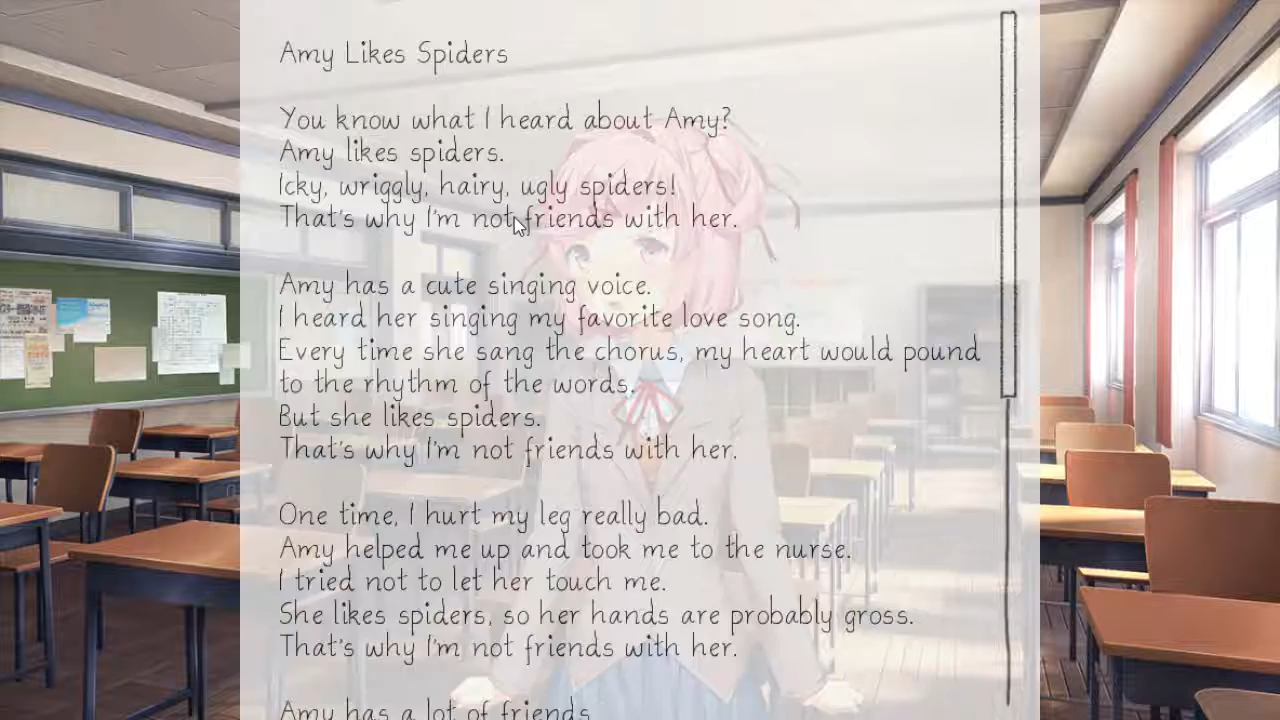 Amy Likes Spiders
You know what I heard about Amy?
Amy likes spiders.
Icky, wriggly, hairy, ugly spiders!
That's why I'm not friends with her.
Amy has a cute singing voice.
I heard her singing my favorite love song.
Every time she sang the chorus, my heart would pound
to the rhythm of the words.
But she likes spiders.
That's why I'm not friends with her.
One time, I hurt my leg really bad.
Amy helped me up and took me to the nurse.
I tried not to let her touch me.
She likes spiders, so her hands are probably gross.
That's why I'm not friends with her.
Amy has a lot of friends